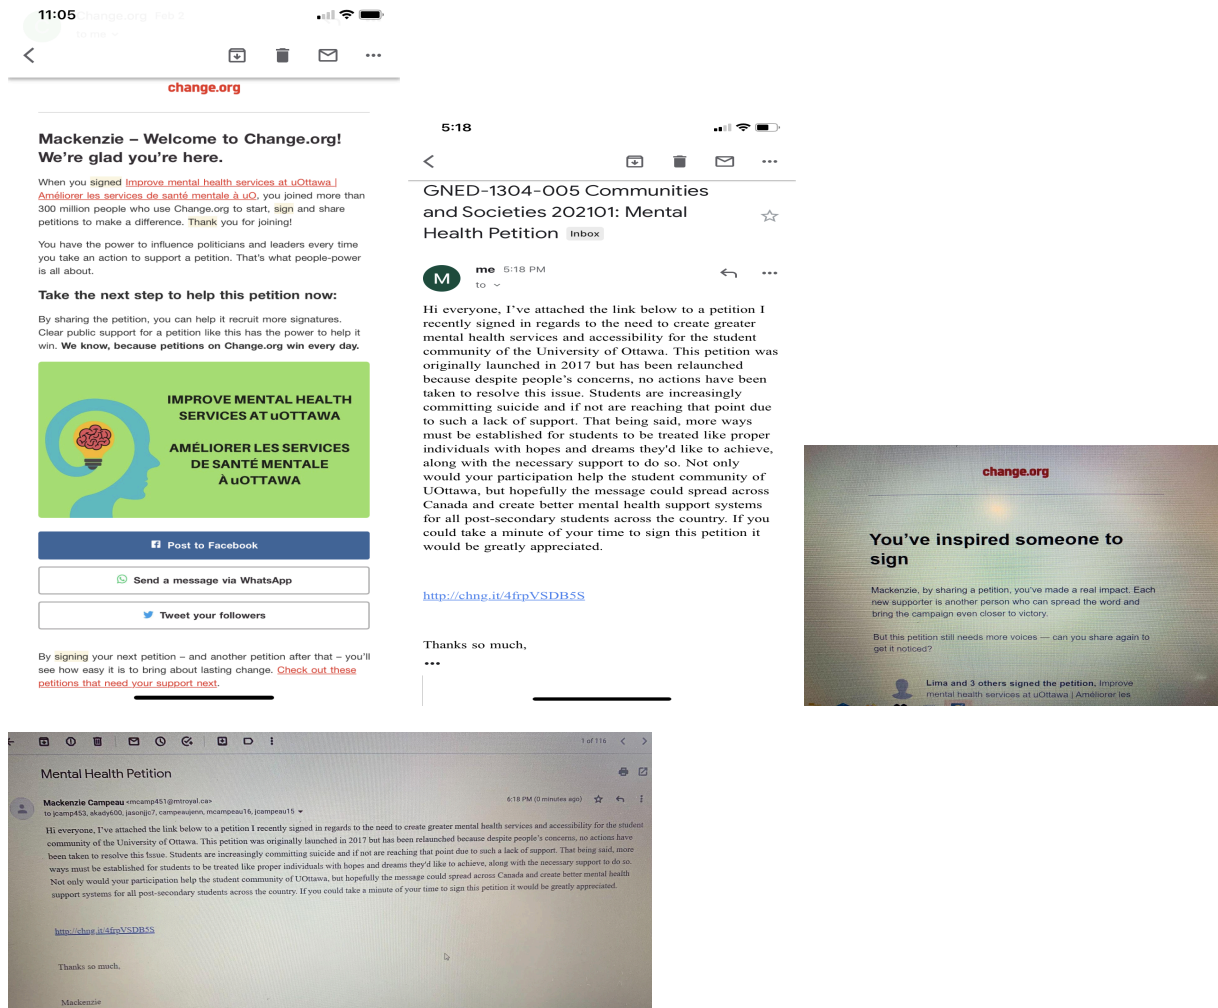 11:05
Change.org Feb 2
to me
change.org
Mackenzie – Welcome to Change.org!
We're glad you're here.
When you signed Improve mental health services at uOttawa |
Améliorer les services de santé mentale à uO, you joined more than
300 million people who use Change.org to start, sign and share
petitions to make a difference. Thank you for joining!
You have the power to influence politicians and leaders every time
you take an action to support a petition. That's what people-power
is all about.
Take the next step to help this petition now:
By sharing the petition, you can help it recruit more signatures.
Clear public support for a petition like this has the power to help it
win. We know, because petitions on Change.org win every day.
IMPROVE MENTAL HEALTH
SERVICES AT uOTTAWA
AMÉLIORER LES SERVICES
DE SANTÉ MENTALE
À uOTTAWA
Post to Facebook
Send a message via WhatsApp
Tweet your followers
By signing your next petition – and another petition after that – you'll
see how easy it is to bring about lasting change. Check out these
petitions that need your support next.
5:18
GNED-1304-005 Communities
and Societies 202101: Mental
Health Petition Inbox
M
me 5:18 PM
to
Hi everyone, I've attached the link below to a petition I
recently signed in regards to the need to create greater
mental health services and accessibility for the student
community of the University of Ottawa. This petition was
originally launched in 2017 but has been relaunched
because despite people's concerns, no actions have been
taken to resolve this issue. Students are increasingly
committing suicide and if not are reaching that point due
to such a lack of support. That being said, more ways
must be established for students to be treated like proper
individuals with hopes and dreams they'd like to achieve,
along with the necessary support to do so. Not only
would your participation help the student community of
UOttawa, but hopefully the message could spread across
Canada and create better mental health support systems
for all post-secondary students across the country. If you
could take a minute of your time to sign this petition it
would be greatly appreciated.
http://chng.it/4frpVSDB5S
Thanks so much,
change.org
You've inspired someone to
sign
Mackenzie, by sharing a petition, you've made a real impact. Each
new supporter is another person who can spread the word and
bring the campaign even closer to victory.
But this petition still needs more voices — can you share again to
get it noticed?
Lima and 3 others signed the petition, Improve
mental health services at uOttawa | Améliorer les
1 of 116
Mental Health Petition
Mackenzie Campeau <mcamp451@mtroyal.ca>
6:18 PM (0 minutes ago)
to jcamp453, akady600, jasonjjc7, campeaujenn, mcampeau16, jcampeau15
Hi everyone, I've attached the link below to a petition I recently signed in regards to the need to create greater mental health services and accessibility for the student
community of the University of Ottawa. This petition was originally launched in 2017 but has been relaunched because despite people's concerns, no actions have
been taken to resolve this issue. Students are increasingly committing suicide and if not are reaching that point due to such a lack of support. That being said, more
ways must be established for students to be treated like proper individuals with hopes and dreams they'd like to achieve, along with the necessary support to do so.
Not only would your participation help the student community of UOttawa, but hopefully the message could spread across Canada and create better mental health
support systems for all post-secondary students across the country. If you could take a minute of your time to sign this petition it would be greatly appreciated.
http://chng.it/4frpVSDB5S
Thanks so much,
Mackenzie